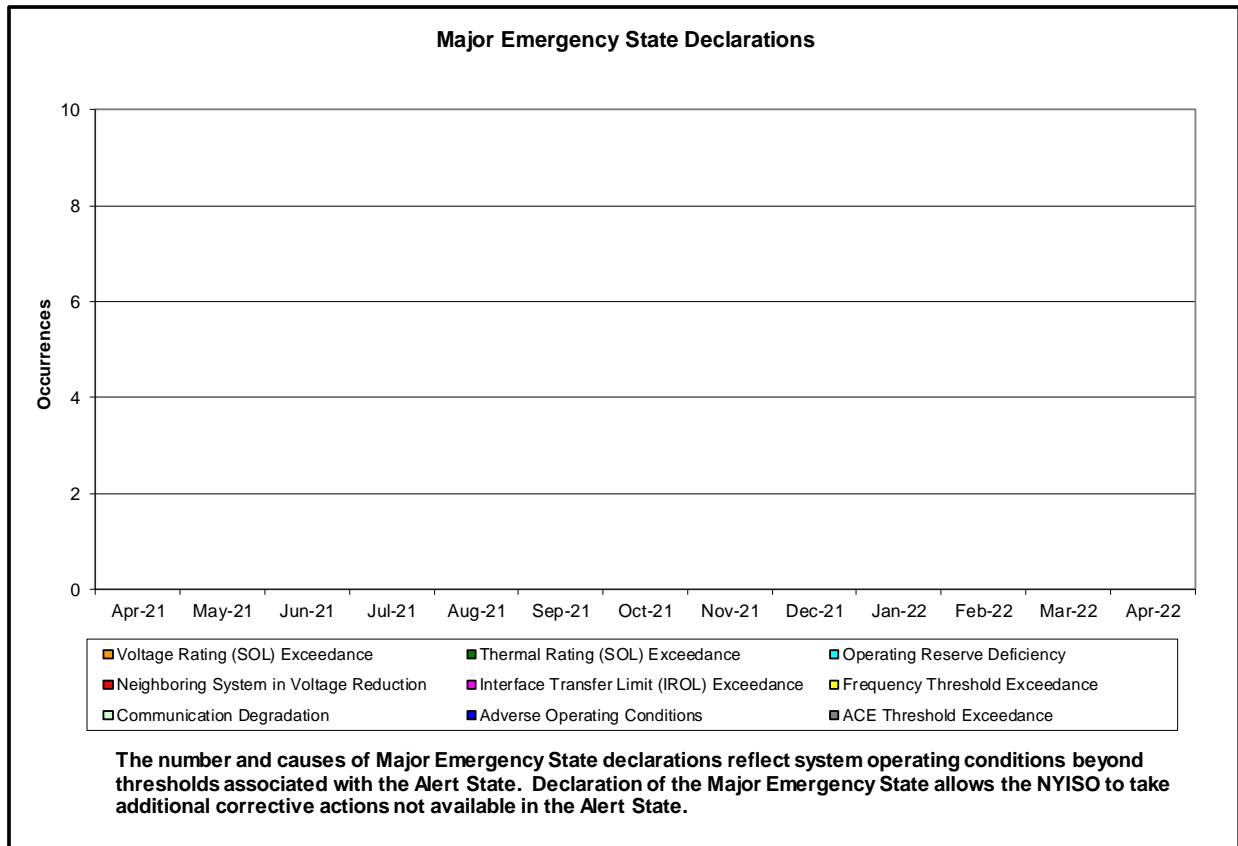 Major Emergency State Declarations
10
8
6
4
2
0
Occurrences
Apr-21 May-21 Jun-21 Jul-21 Aug-21 Sep-21 Oct-21 Nov-21 Dec-21 Jan-22 Feb-22 Mar-22 Apr-22
Voltage Rating (SOL) Exceedance Thermal Rating (SOL) Exceedance Operating Reserve Deficiency
Neighboring System in Voltage Reduction Interface Transfer Limit (IROL) Exceedance Frequency Threshold Exceedance
Communication Degradation Adverse Operating Conditions ACE Threshold Exceedance
The number and causes of Major Emergency State declarations reflect system operating conditions beyond
thresholds associated with the Alert State. Declaration of the Major Emergency State allows the NYISO to take
additional corrective actions not available in the Alert State.